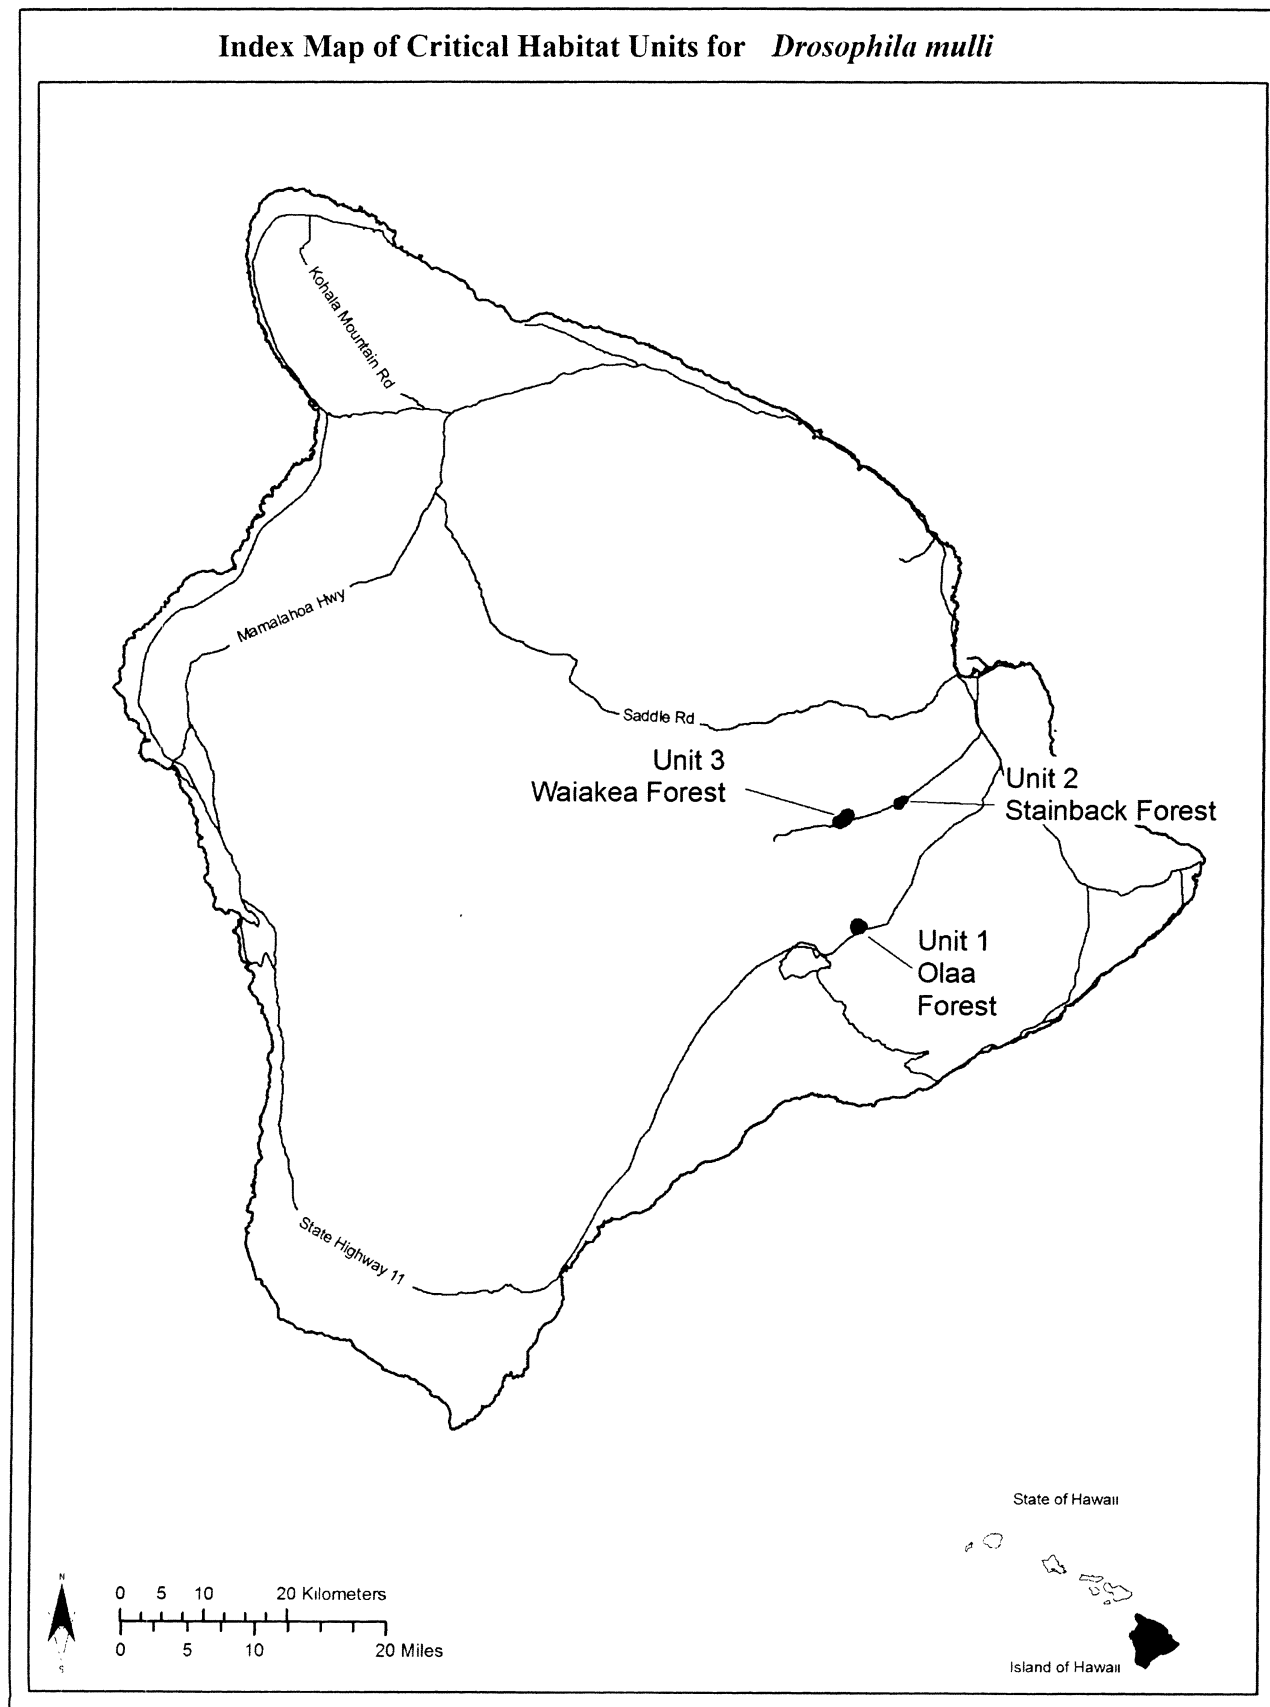 Index Map of Critical Habitat Units for Drosophila mulli
Kohala Mountain Rd
Mamalahoa Hwy
Saddle Rd
Unit 3
Waiakea Forest
Unit 2
Stainback Forest
Unit 1
Olaa
Forest
State Highway 11
State of Hawaii
N
S
0 5 10 20 Kilometers
0 5 10 20 Miles
Island of Hawaii